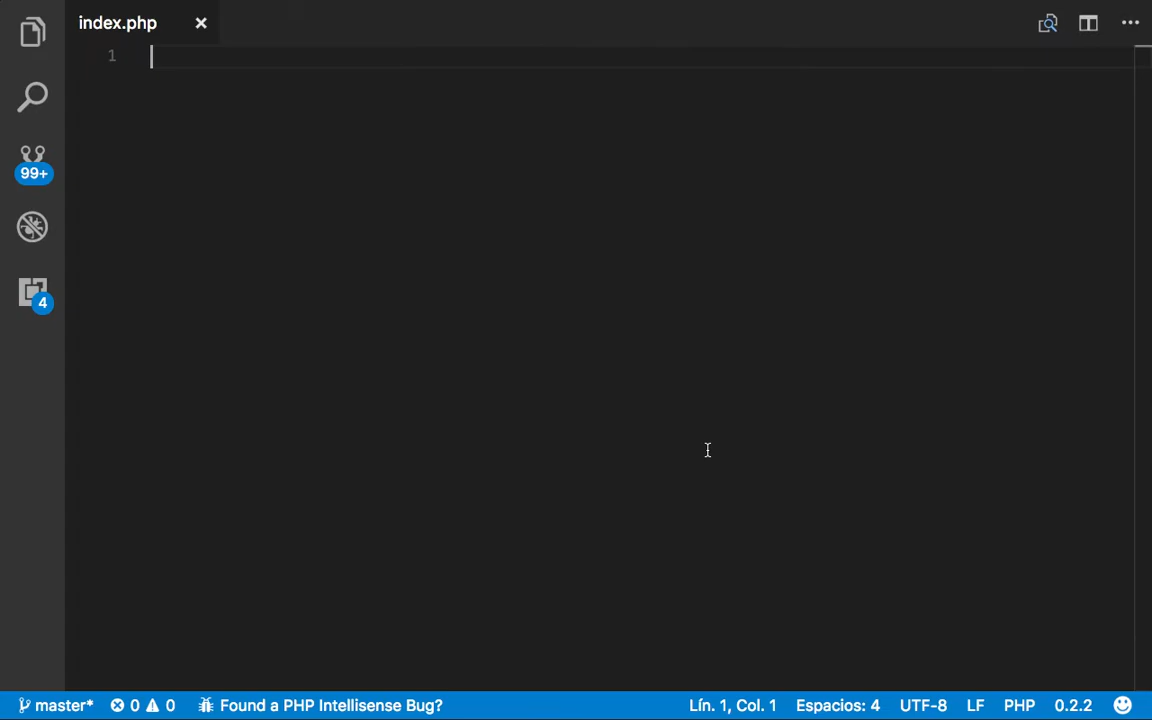 index.php
1
99+
4
master* 0 0 Found a PHP Intellisense Bug? Lín. 1, Col. 1 Espacios: 4 UTF-8 LF PHP 0.2.2